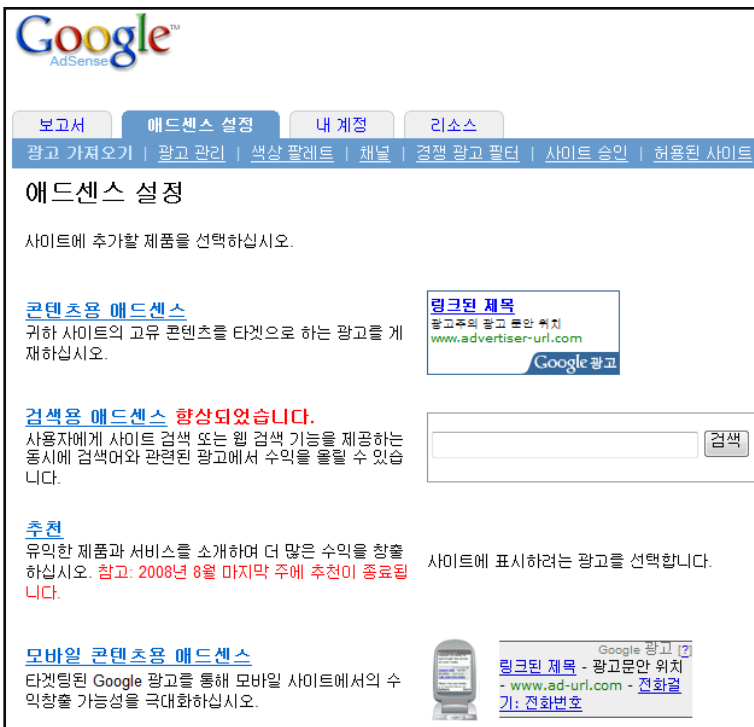 Google™
AdSense
보고서 애드센스 설정 내 계정 리소스
광고 가져오기 | 광고 관리 | 색상 팔레트 | 채널 | 경쟁 광고 필터 | 사이트 승인 | 허용된 사이트
애드센스 설정
사이트에 추가할 제품을 선택하십시오.
콘텐츠용 애드센스
귀하 사이트의 고유 콘텐츠를 타겟으로 하는 광고를 게
재하십시오.
링크된 제목
광고주의 광고 문안 위치
www.advertiser-url.com
Google 광고
검색용 애드센스 향상되었습니다.
사용자에게 사이트 검색 또는 웹 검색 기능을 제공하는
동시에 검색어와 관련된 광고에서 수익을 올릴 수 있습
니다.
검색
추천
유익한 제품과 서비스를 소개하여 더 많은 수익을 창출
하십시오. 참고: 2008년 8월 마지막 주에 추천이 종료됩
니다.
사이트에 표시하려는 광고를 선택합니다.
모바일 콘텐츠용 애드센스
타겟팅된 Google 광고를 통해 모바일 사이트에서의 수
익창출 가능성을 극대화하십시오.
Google 광고 [?]
링크된 제목 - 광고문안 위치
- www.ad-url.com - 전화걸
기: 전화번호